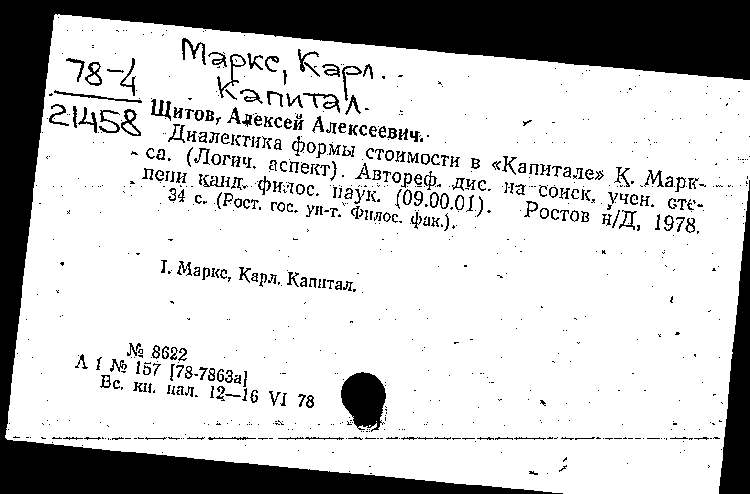 Маркс, Карл.
Капитал.
78-4
21458
Щитов, Алексей Алексеевич.
Диалектика формы стоимости в «Капитале» К. Марк-
са. (Логич. аспект). Автореф. дис. на соиск. учен. сте-
пени канд. филос. наук. (09.00.01). Ростов н/Д, 1978.
34 с. (Рост. гос. ун-т. Филос. фак.).
I. Маркс, Карл. Капитал.
№ 8622
А 1 № 157 [78-7863а]
Вс. кн. пал. 12—16 VI 78